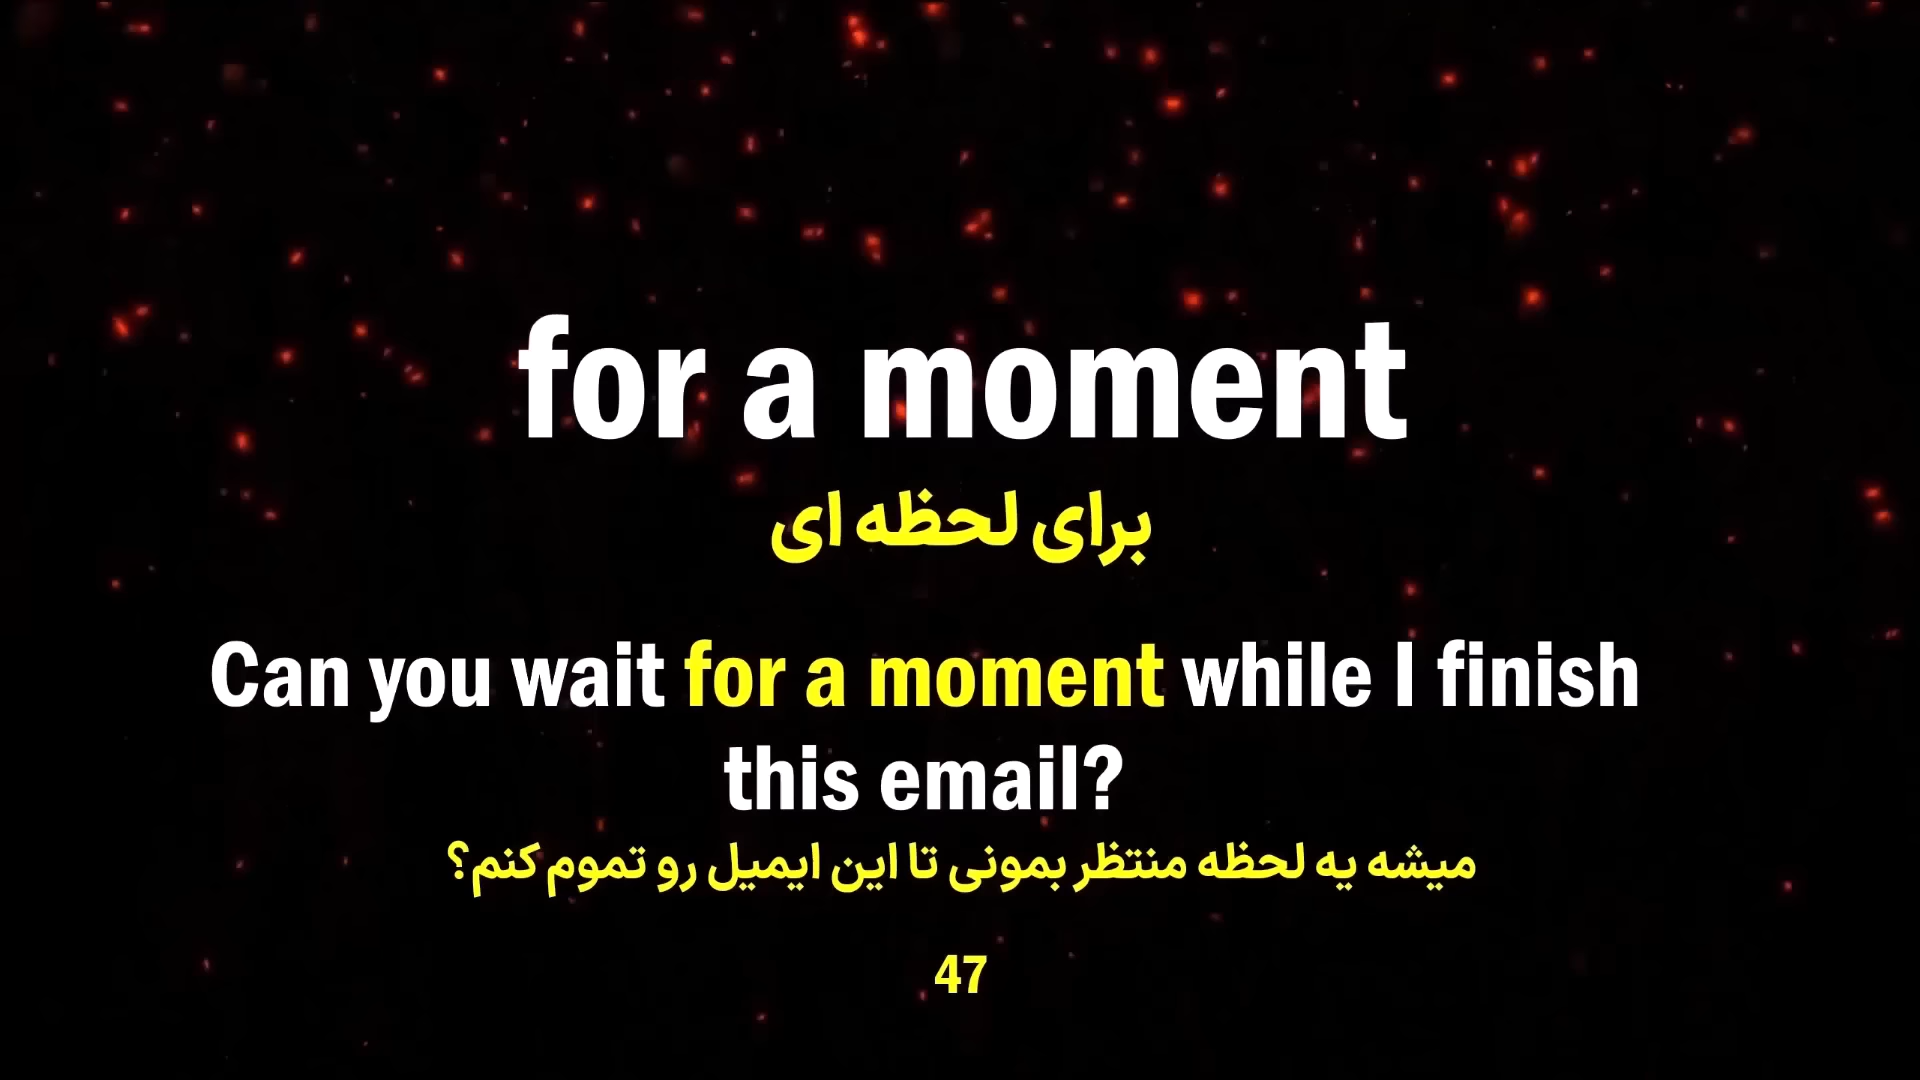 for a moment
برای لحظه ای
Can you wait for a moment while I finish
this email?
میشه یه لحظه منتظر بمونی تا این ایمیل رو تموم کنم؟
47